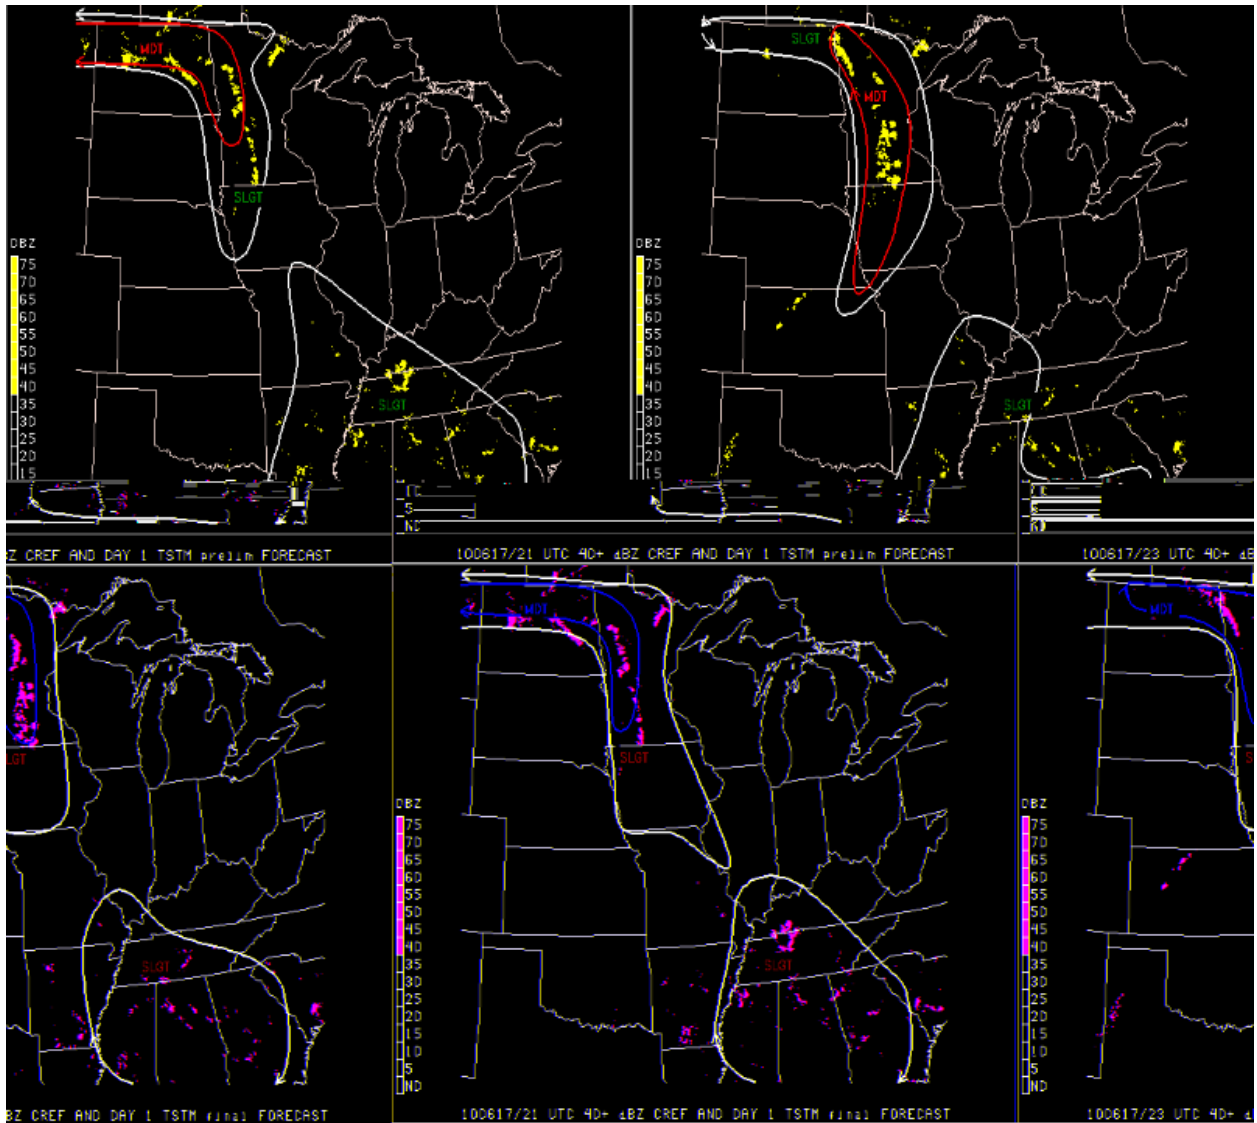 MDT
SLGT
SLGT
MDT
DBZ
75
70
65
60
55
50
45
40
35
30
25
20
15
SLGT
SLGT
DBZ
75
70
65
60
55
50
45
40
35
30
25
20
15
SLGT
5
ND
BZ CREF AND DAY 1 TSTM prelim FORECAST
100617/21 UTC 40+ dBZ CREF AND DAY 1 TSTM prelim FORECAST
100617/23 UTC 40+ dB
MDT
MDT
LGT
SLGT
S
DBZ
75
70
65
60
55
50
45
40
35
30
25
20
15
10
5
ND
SLGT
SLGT
DBZ
75
70
65
60
55
50
45
40
35
30
25
20
15
10
5
ND
BZ CREF AND DAY 1 TSTM final FORECAST
100617/21 UTC 40+ dBZ CREF AND DAY 1 TSTM final FORECAST
100617/23 UTC 40+ d